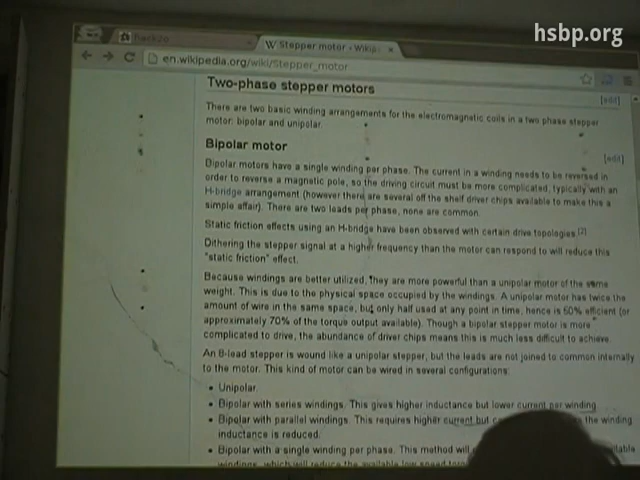 hsbp.org
hackzo
Stepper motor - Wikip
en.wikipedia.org/wiki/Stepper_motor
Two-phase stepper motors
[edit]
There are two basic winding arrangements for the electromagnetic coils in a two phase stepper
motor: bipolar and unipolar.
Bipolar motor
[edit]
Bipolar motors have a single winding per phase. The current in a winding needs to be reversed in
order to reverse a magnetic pole, so the driving circuit must be more complicated, typically with an
H-bridge arrangement (however there are several off the shelf driver chips available to make this a
simple affair). There are two leads per phase, none are common.
Static friction effects using an H-bridge have been observed with certain drive topologies.[2]
Dithering the stepper signal at a higher frequency than the motor can respond to will reduce this
"static friction" effect.
Because windings are better utilized, they are more powerful than a unipolar motor of the same
weight. This is due to the physical space occupied by the windings. A unipolar motor has twice the
amount of wire in the same space, but only half used at any point in time, hence is 50% efficient (or
approximately 70% of the torque output available). Though a bipolar stepper motor is more
complicated to drive, the abundance of driver chips means this is much less difficult to achieve.
An 8-lead stepper is wound like a unipolar stepper, but the leads are not joined to common internally
to the motor. This kind of motor can be wired in several configurations:
Unipolar.
Bipolar with series windings. This gives higher inductance but lower current per winding
Bipolar with parallel windings. This requires higher current but the winding
inductance is reduced.
Bipolar with a single winding per phase. This method will
windings, which will reduce the available low speed